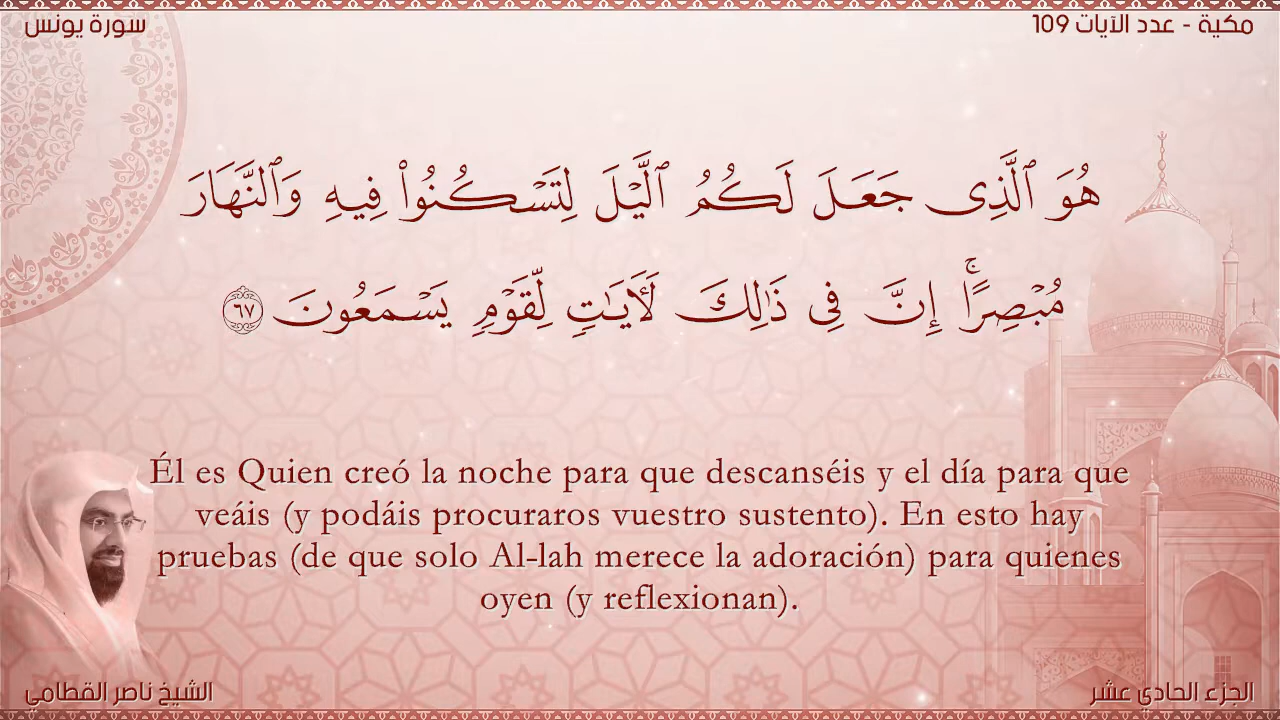 مكية - عدد الآيات 109
سورة يونس
هُوَ ٱلَّذِى جَعَلَ لَكُمُ ٱلَّيْلَ لِتَسْكُنُوا۟ فِيهِ وَٱلنَّهَارَ
مُبْصِرًا ۚ إِنَّ فِى ذَٰلِكَ لَـَٔايَـٰتٍ لِّقَوْمٍ يَسْمَعُونَ ٦٧
Él es Quien creó la noche para que descanséis y el día para que
veáis (y podáis procuraros vuestro sustento). En esto hay
pruebas (de que solo Al-lah merece la adoración) para quienes
oyen (y reflexionan).
الجزء الحادي عشر
الشيخ ناصر القطامي